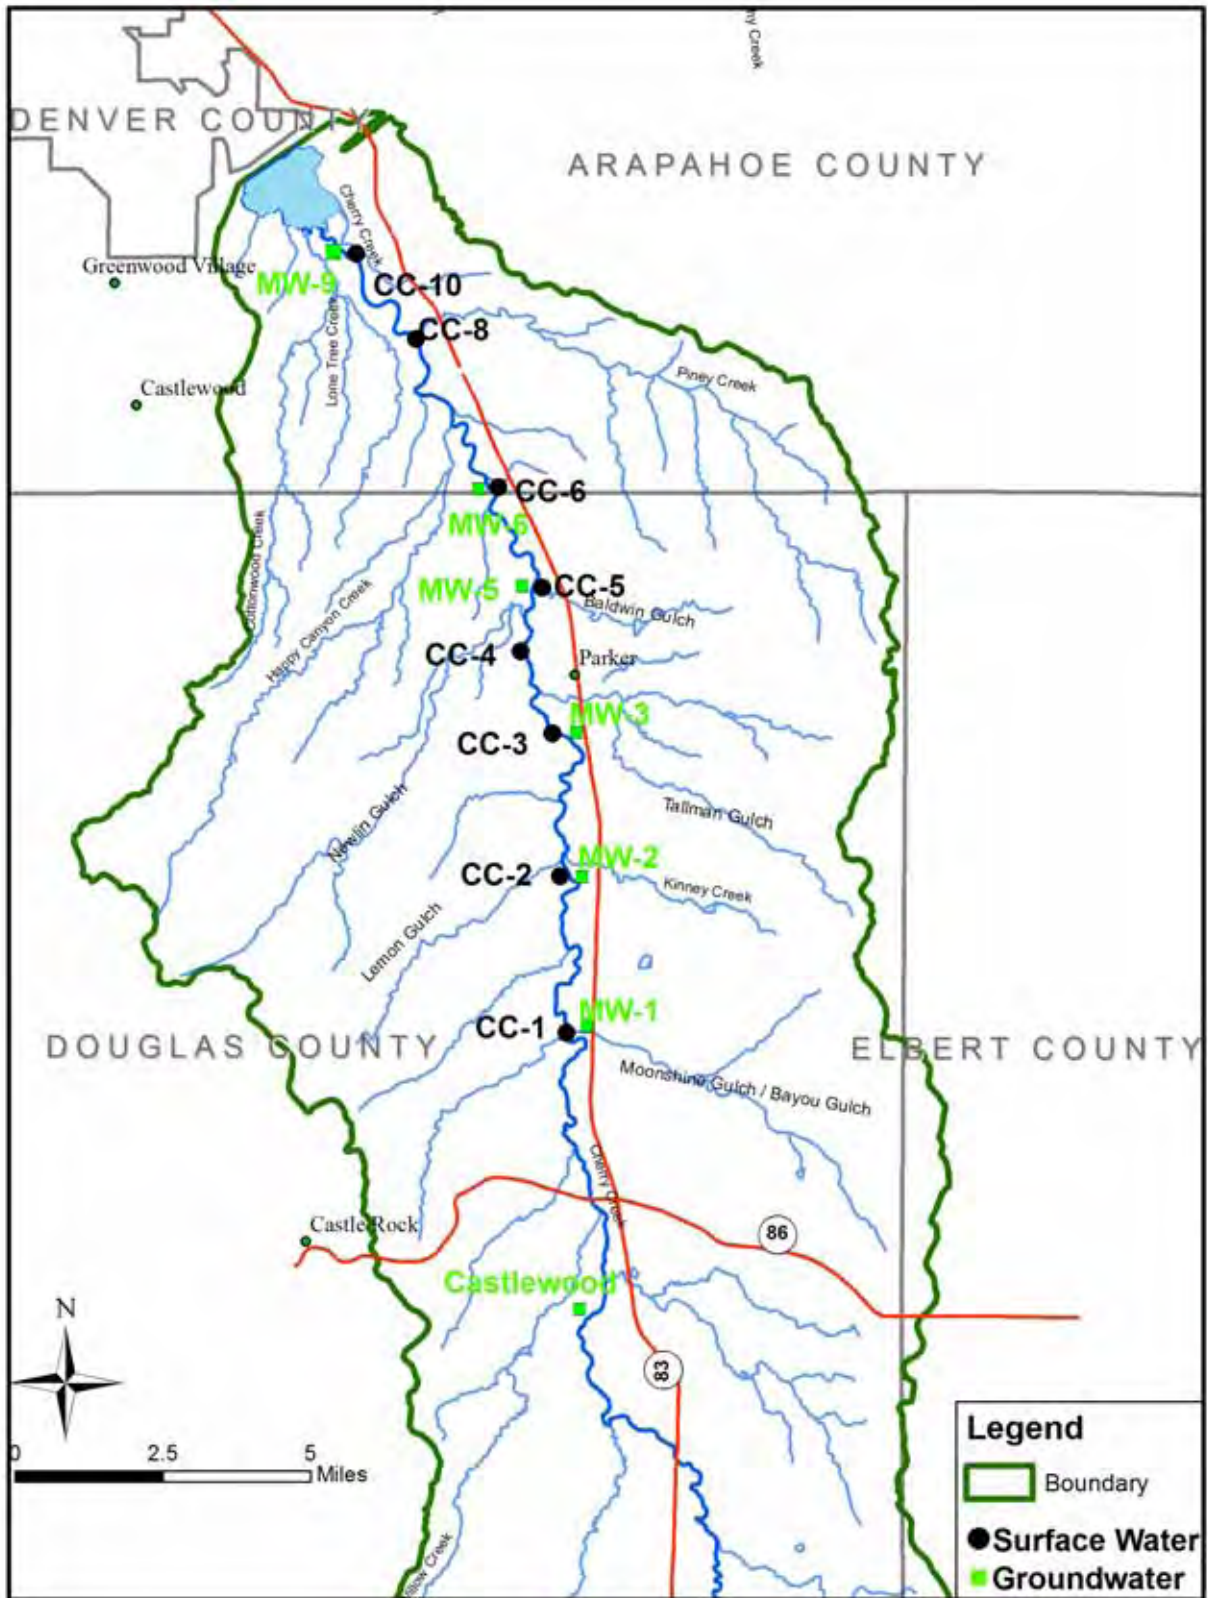 ny Creek
DENVER COUNTY
ARAPAHOE COUNTY
Cherry Creek
Greenwood Village
MW-9
CC-10
CC-8
Lone Tree Creek
Piney Creek
Castlewood
CC-6
MW-6
Cottonwood Creek
MW-5
CC-5
Baldwin Gulch
Happy Canyon Creek
CC-4
Parker
MW-3
CC-3
Newlin Gulch
Tallman Gulch
MW-2
CC-2
Kinney Creek
Lemon Gulch
MW-1
CC-1
DOUGLAS COUNTY
ELBERT COUNTY
Moonshine Gulch / Bayou Gulch
Cherry Creek
Castle Rock
86
Castlewood
N
83
0 2.5 5
Miles
Legend
Boundary
Surface Water
Groundwater
illow Creek